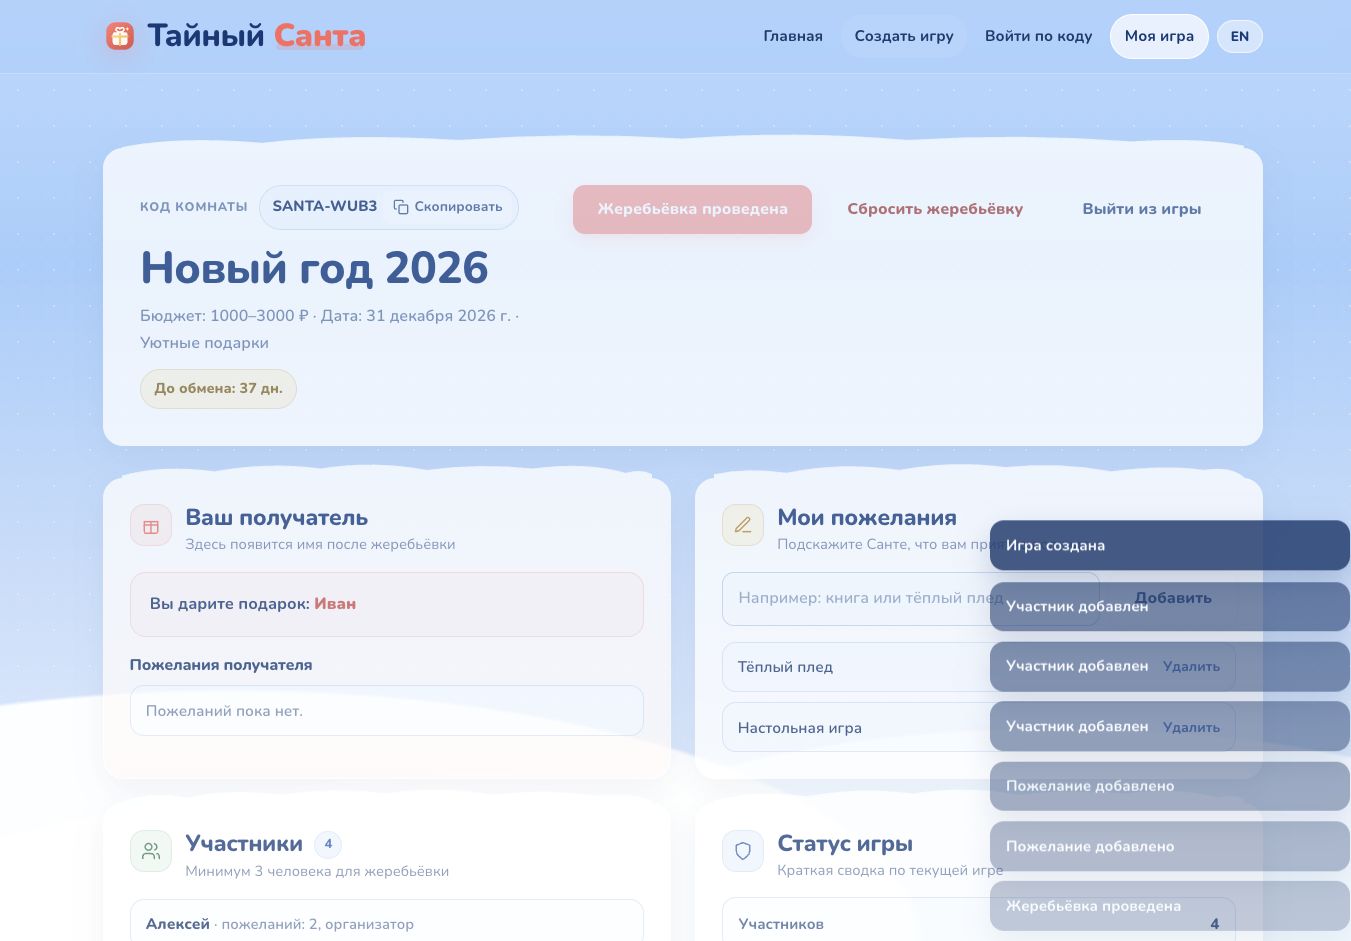 Тайный Санта
Главная
Создать игру
Войти по коду
Моя игра
EN
КОД КОМНАТЫ
SANTA-WUB3
Скопировать
Жеребьёвка проведена
Сбросить жеребьёвку
Выйти из игры
Новый год 2026
Бюджет: 1000–3000 ₽ · Дата: 31 декабря 2026 г. ·
Уютные подарки
До обмена: 37 дн.
Ваш получатель
Здесь появится имя после жеребьёвки
Вы дарите подарок: Иван
Пожелания получателя
Пожеланий пока нет.
Мои пожелания
Подскажите Санте, что вам
Например: книга или тёплый плед
Добавить
Тёплый плед
Удалить
Настольная игра
Удалить
Игра создана
Участник добавлен
Участник добавлен
Участник добавлен
Пожелание добавлено
Пожелание добавлено
Жеребьёвка проведена
Участники 4
Минимум 3 человека для жеребьёвки
Алексей · пожеланий: 2, организатор
Статус игры
Краткая сводка по текущей игре
Участников
4